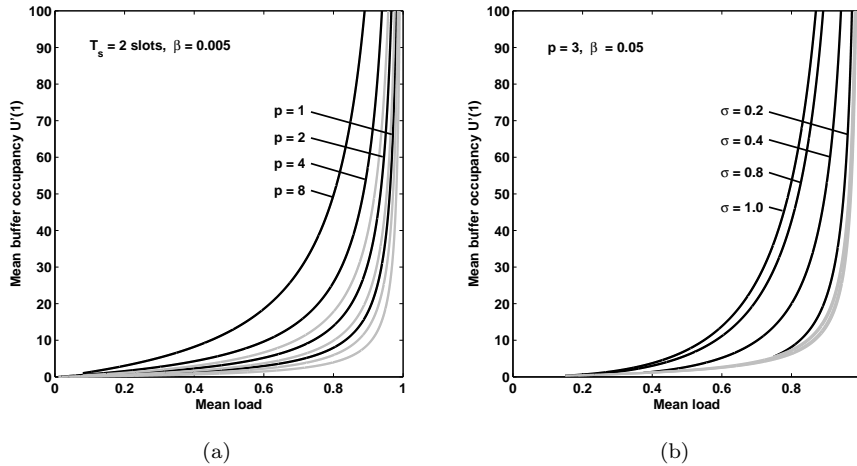 100
90
80
70
60
50
40
30
20
10
0
Mean buffer occupancy U'(1)
T_s = 2 slots, β = 0.005
p = 1
p = 2
p = 4
p = 8
0 0.2 0.4 0.6 0.8 1
Mean load
(a)
100
90
80
70
60
50
40
30
20
10
0
Mean buffer occupancy U'(1)
p = 3, β = 0.05
σ = 0.2
σ = 0.4
σ = 0.8
σ = 1.0
0 0.2 0.4 0.6 0.8
Mean load
(b)